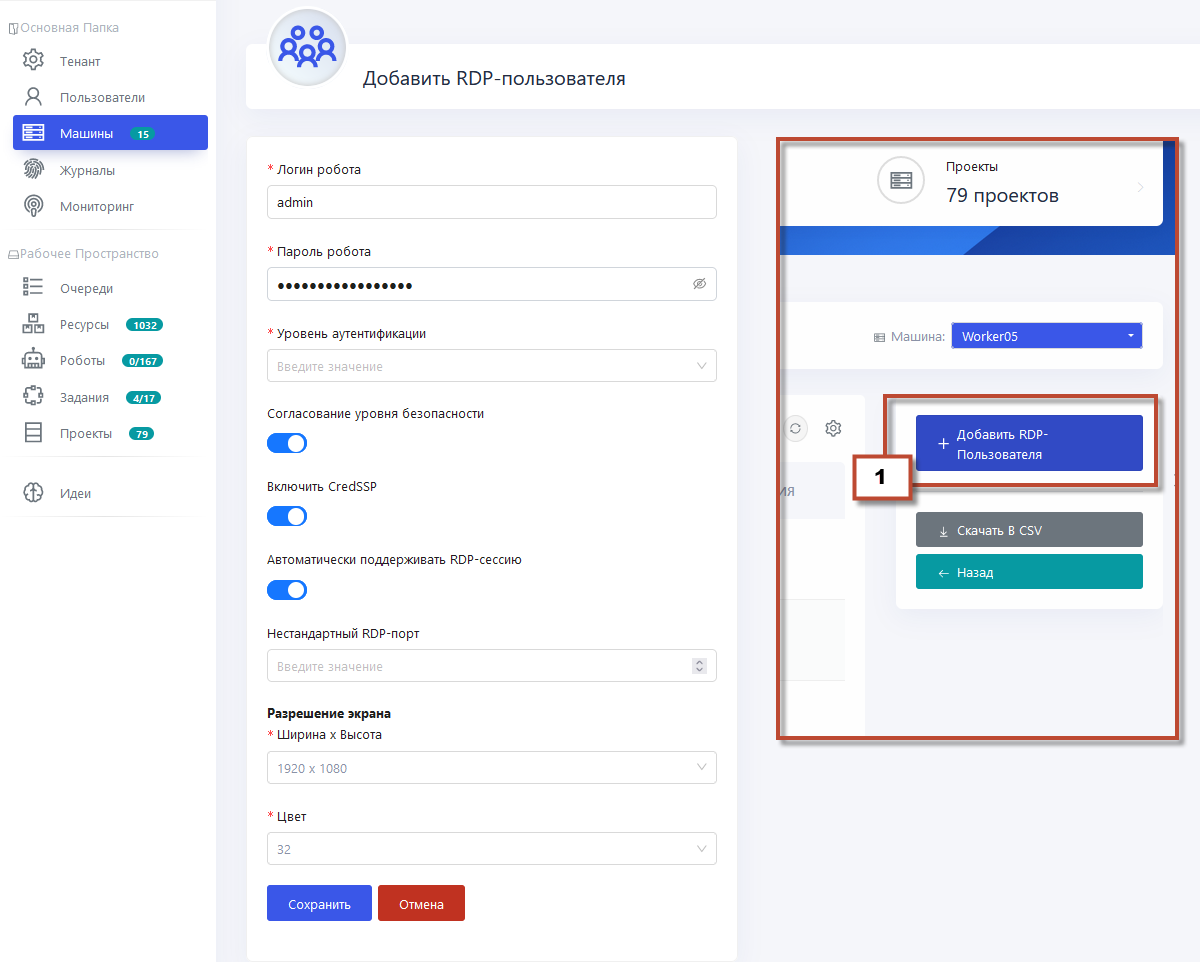 Основная Папка
Тенант
Пользователи
Машины 15
Журналы
Мониторинг
Рабочее Пространство
Очереди
Ресурсы 1032
Роботы 0/167
Задания 4/17
Проекты 79
Идеи
Добавить RDP-пользователя
* Логин робота
admin
* Пароль робота
•••••••••••••••••
* Уровень аутентификации
Введите значение
Согласование уровня безопасности
Включить CredSSP
Автоматически поддерживать RDP-сессию
Нестандартный RDP-порт
Введите значение
Разрешение экрана
* Ширина x Высота
1920 x 1080
* Цвет
32
Сохранить Отмена
Проекты
79 проектов
Машина: Worker05
+ Добавить RDP-
Пользователя
1
ия
Скачать В CSV
← Назад